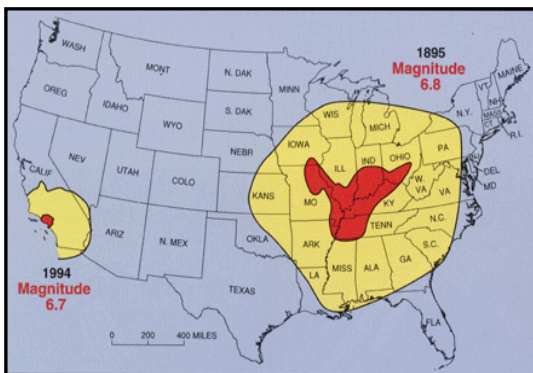 WASH
MONT
N. DAK
MINN
OREG
IDAHO
S. DAK
WYO
NEBR
IOWA
WIS
MICH
1895
Magnitude
6.8
MAINE
VT.
NH
N.Y.
MASS
CT
R.I.
PA
DEL
MD
NEV
UTAH
COLO
KANS
MO
ILL
IND
OHIO
W.
VA
VA
KY
CALIF
ARIZ
N. MEX
OKLA
ARK
TENN
N.C.
S.C.
TEXAS
LA
MISS
ALA
GA
FLA
1994
Magnitude
6.7
0 200 400 MILES